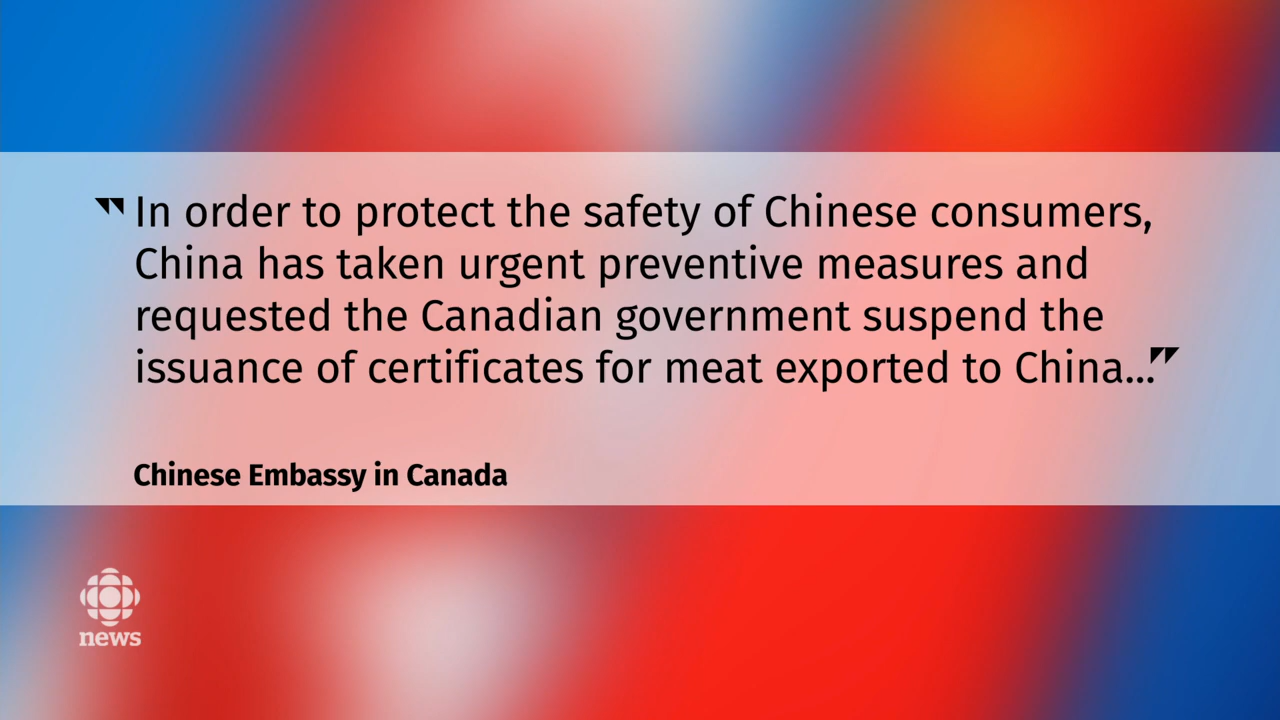 "In order to protect the safety of Chinese consumers,
China has taken urgent preventive measures and
requested the Canadian government suspend the
issuance of certificates for meat exported to China..."
Chinese Embassy in Canada
news